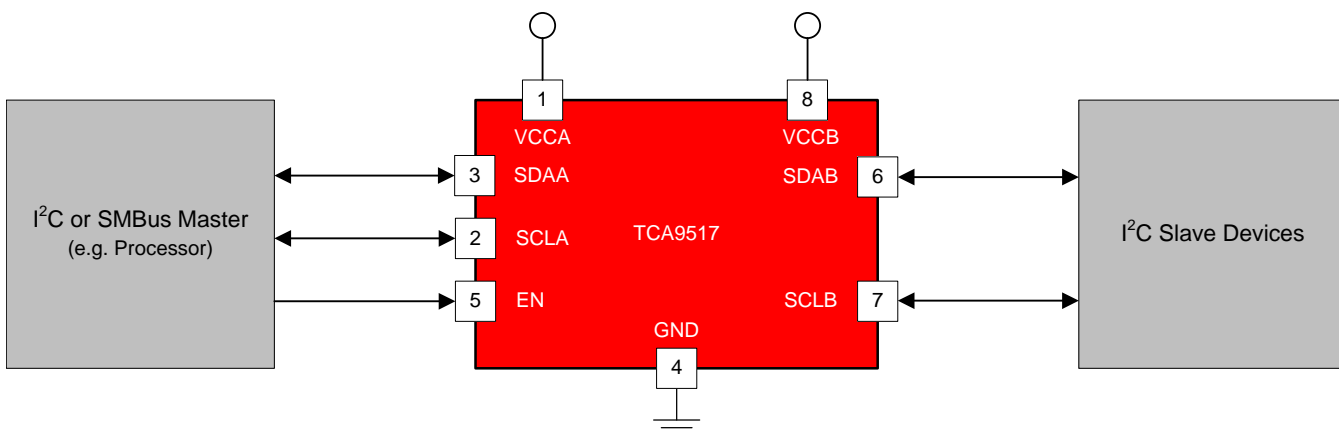 1
8
VCCA
VCCB
3
SDAA
SDAB
6
I²C or SMBus Master
(e.g. Processor)
2
SCLA
TCA9517
I²C Slave Devices
5
EN
SCLB
7
GND
4